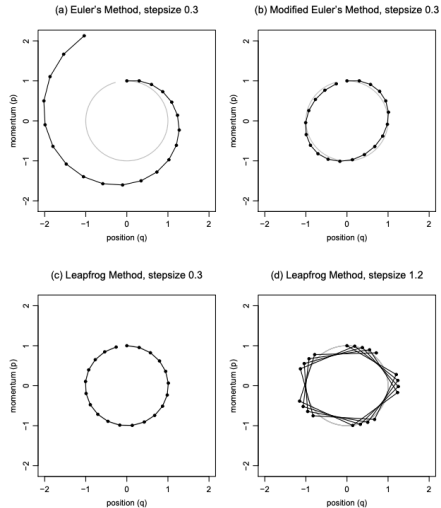 (a) Euler's Method, stepsize 0.3
momentum (p)
2
1
0
−1
−2
−2 −1 0 1 2
position (q)
(b) Modified Euler's Method, stepsize 0.3
momentum (p)
2
1
0
−1
−2
−2 −1 0 1 2
position (q)
(c) Leapfrog Method, stepsize 0.3
momentum (p)
2
1
0
−1
−2
−2 −1 0 1 2
position (q)
(d) Leapfrog Method, stepsize 1.2
momentum (p)
2
1
0
−1
−2
−2 −1 0 1 2
position (q)